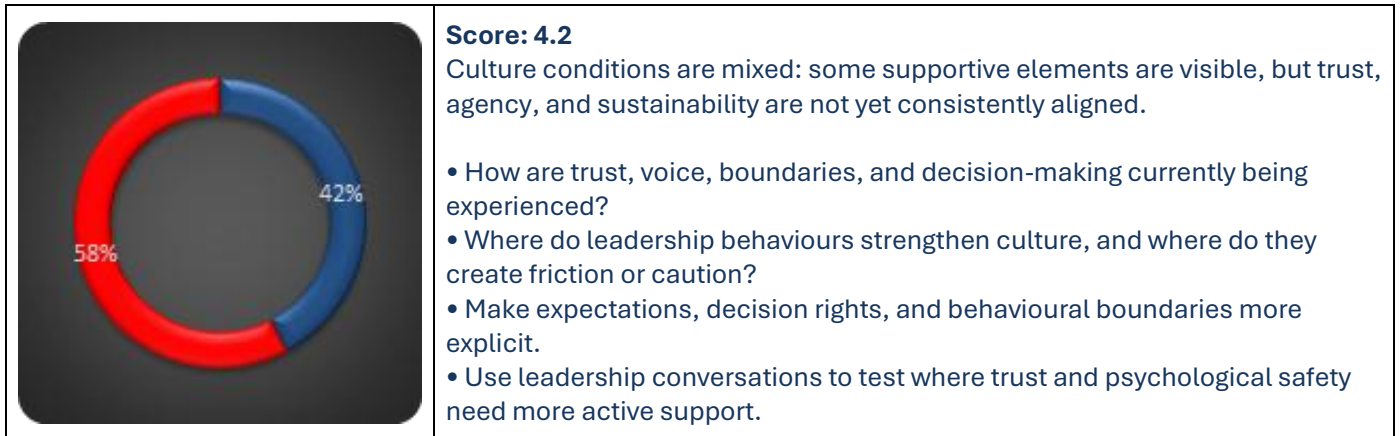 42%
58%
Score: 4.2
Culture conditions are mixed: some supportive elements are visible, but trust,
agency, and sustainability are not yet consistently aligned.
• How are trust, voice, boundaries, and decision-making currently being
experienced?
• Where do leadership behaviours strengthen culture, and where do they
create friction or caution?
• Make expectations, decision rights, and behavioural boundaries more
explicit.
• Use leadership conversations to test where trust and psychological safety
need more active support.